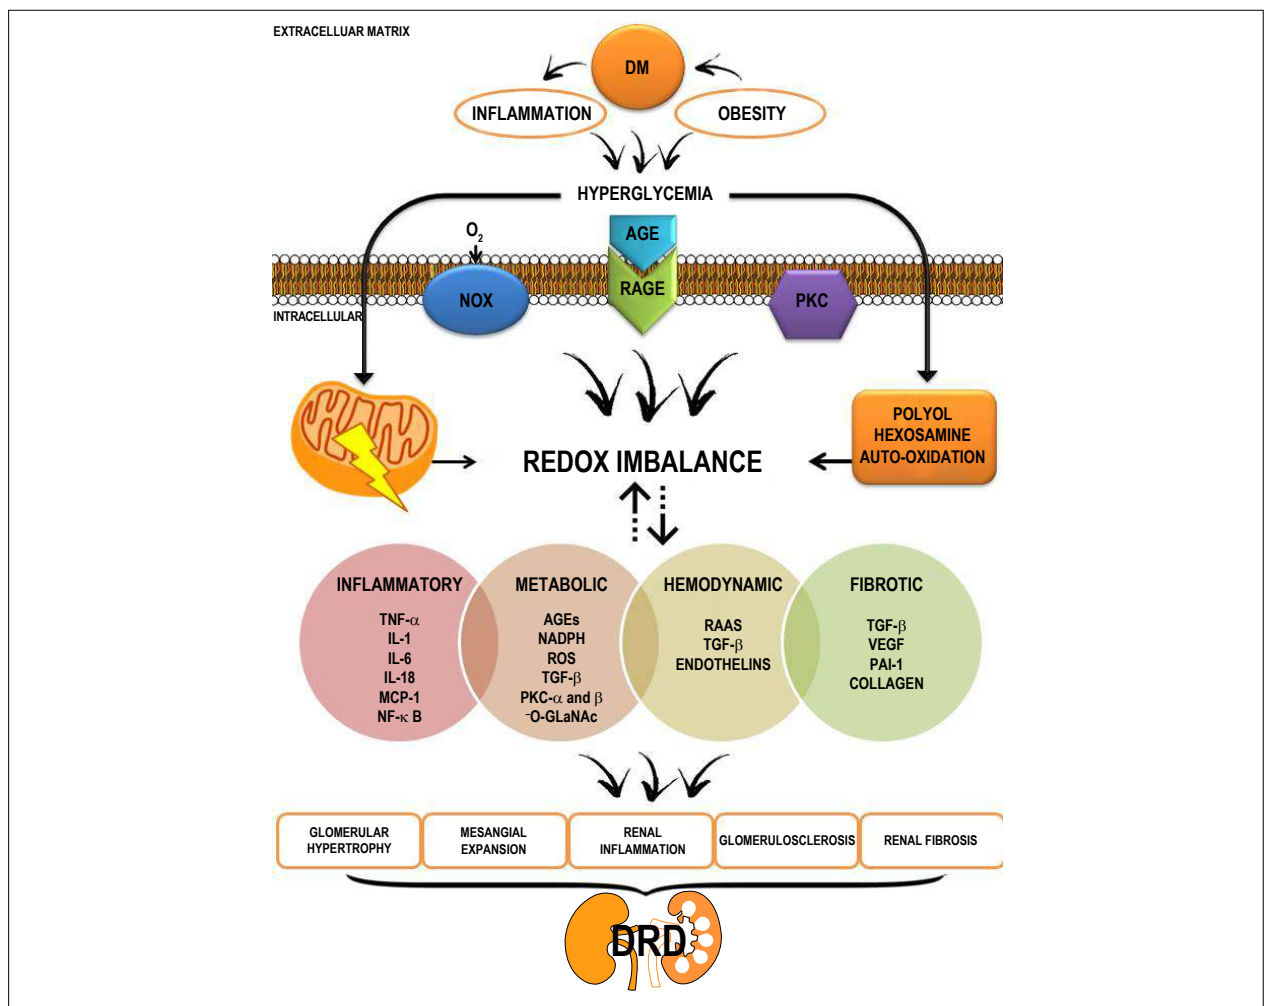 EXTRACELLUAR MATRIX
DM
INFLAMMATION
OBESITY
HYPERGLYCEMIA
O2
AGE
RAGE
NOX
PKC
INTRACELLULAR
POLYOL
HEXOSAMINE
AUTO-OXIDATION
REDOX IMBALANCE
INFLAMMATORY
TNF-α
IL-1
IL-6
IL-18
MCP-1
NF-κ B
METABOLIC
AGEs
NADPH
ROS
TGF-β
PKC-α and β
⁻O-GLaNAc
HEMODYNAMIC
RAAS
TGF-β
ENDOTHELINS
FIBROTIC
TGF-β
VEGF
PAI-1
COLLAGEN
GLOMERULAR
HYPERTROPHY
MESANGIAL
EXPANSION
RENAL
INFLAMMATION
GLOMERULOSCLEROSIS
RENAL FIBROSIS
DRD